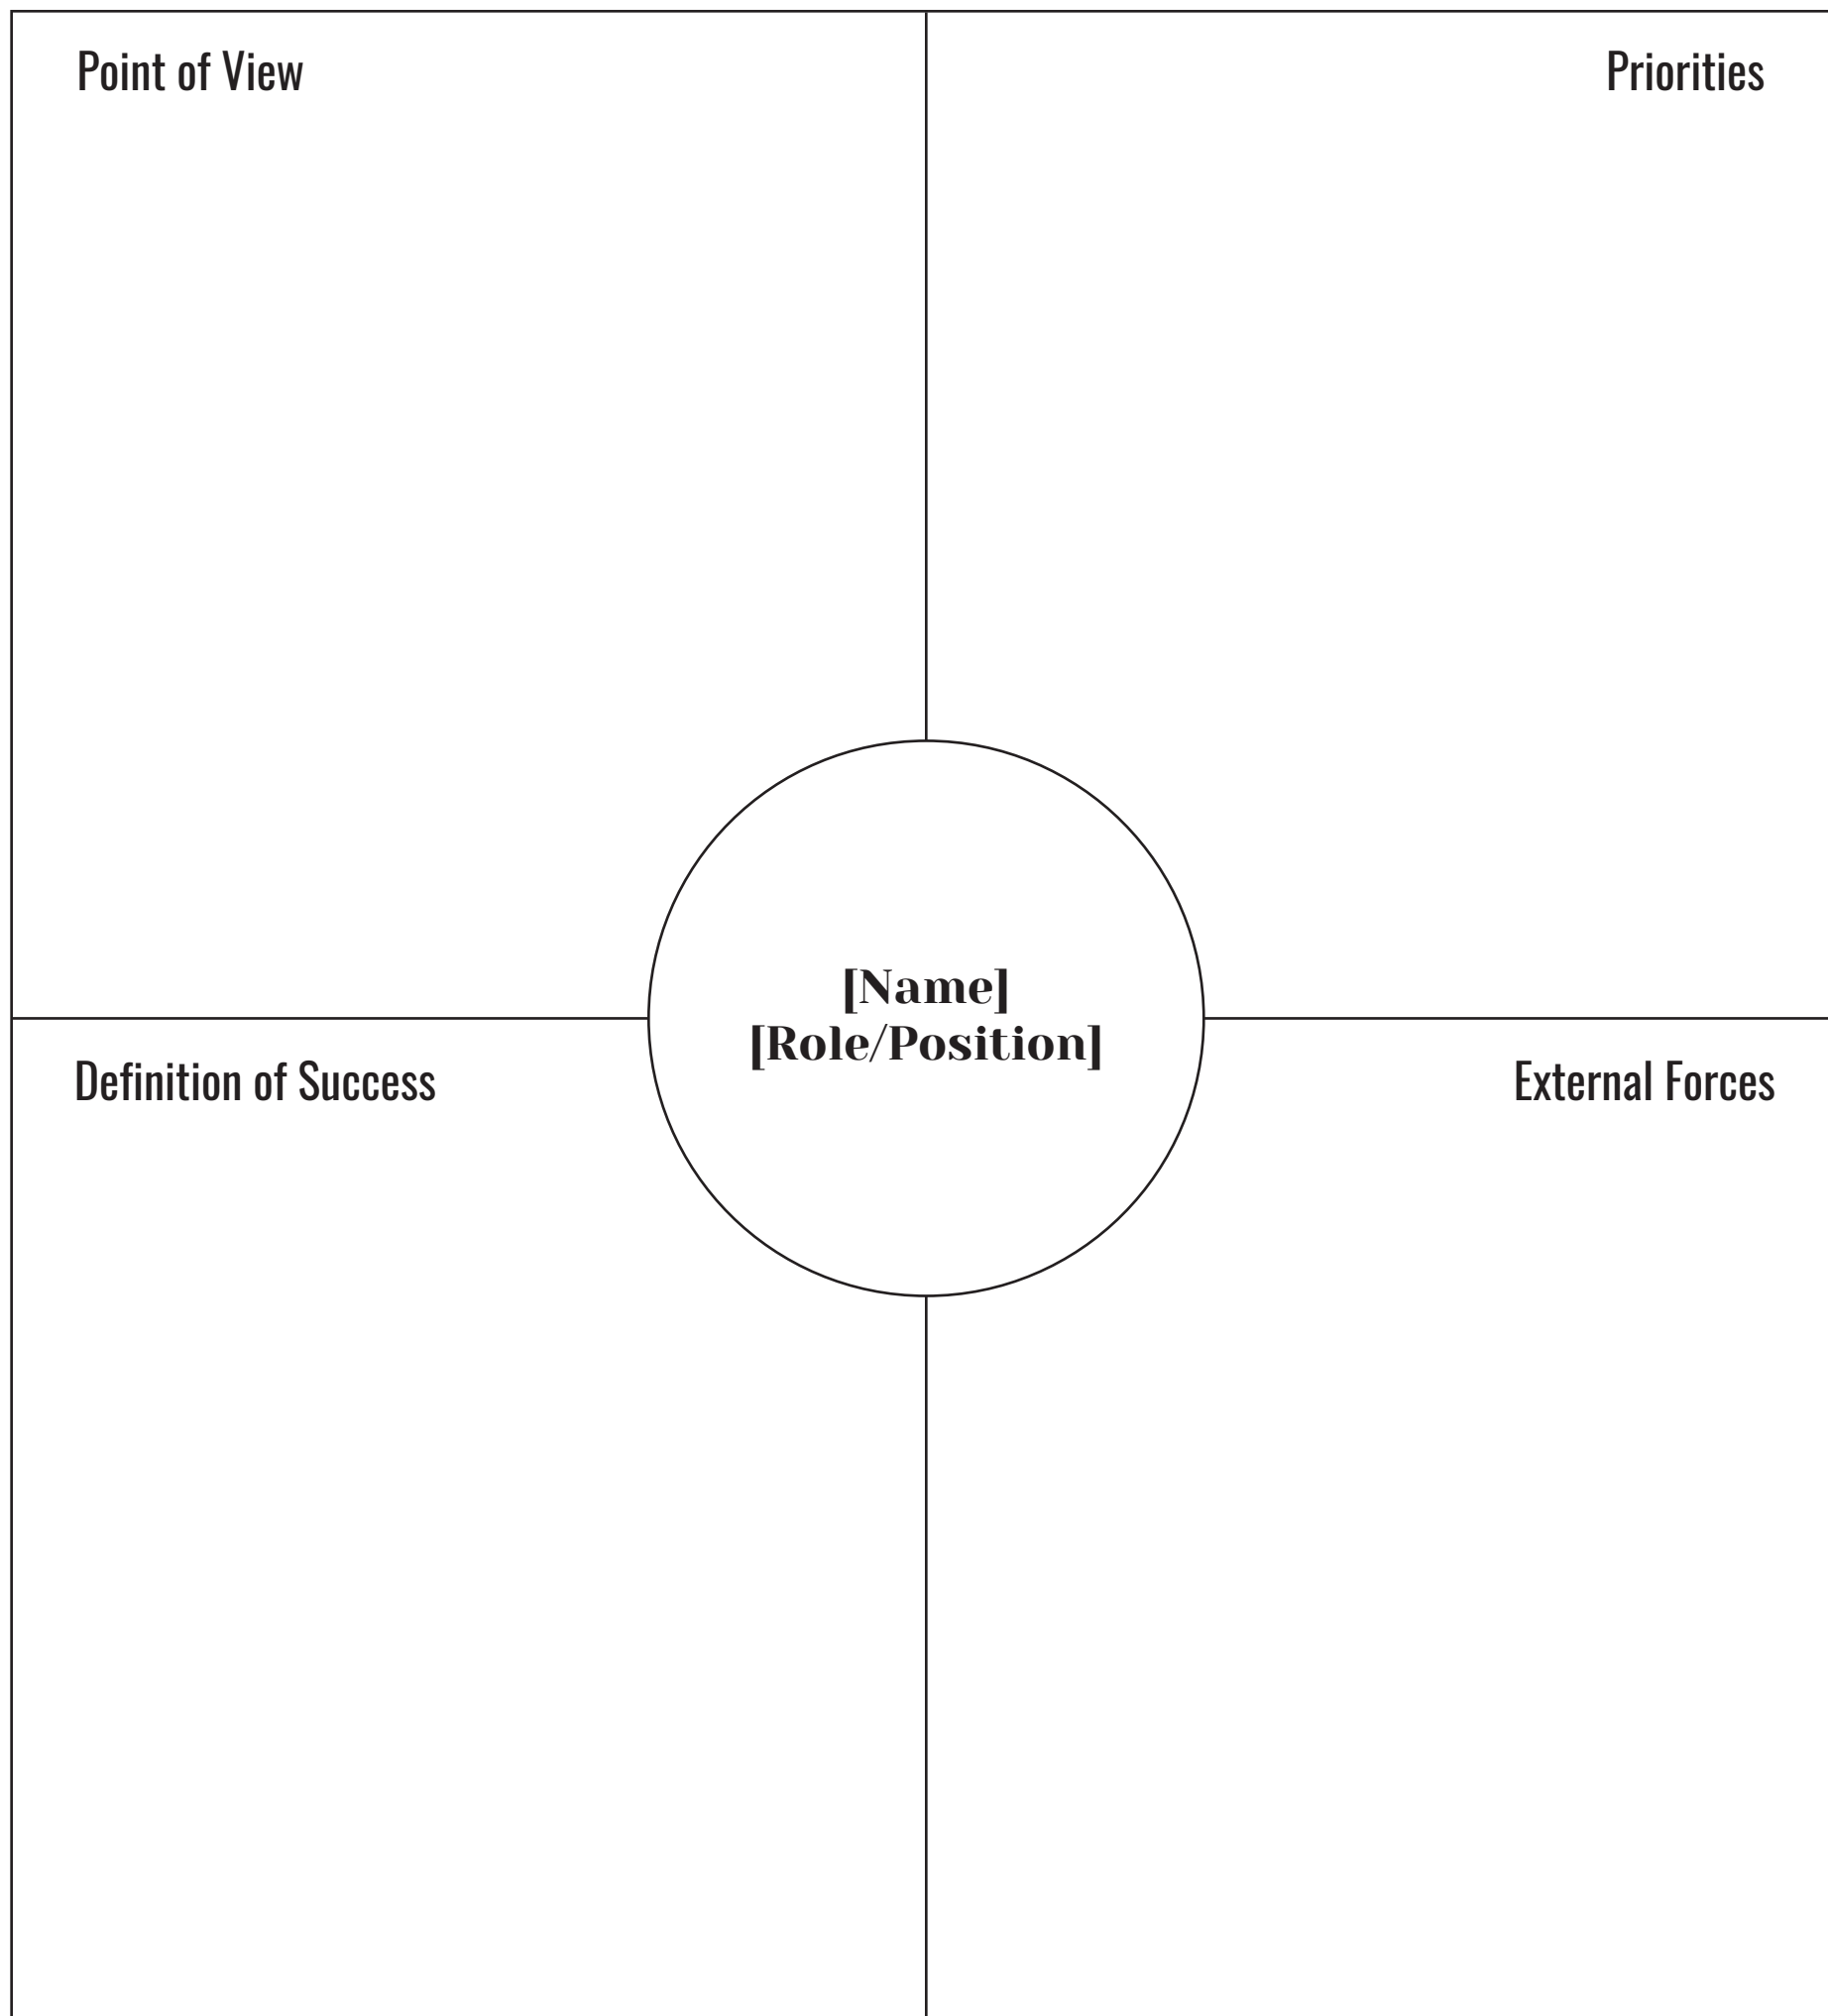 Point of View
Priorities
[Name]
[Role/Position]
Definition of Success
External Forces